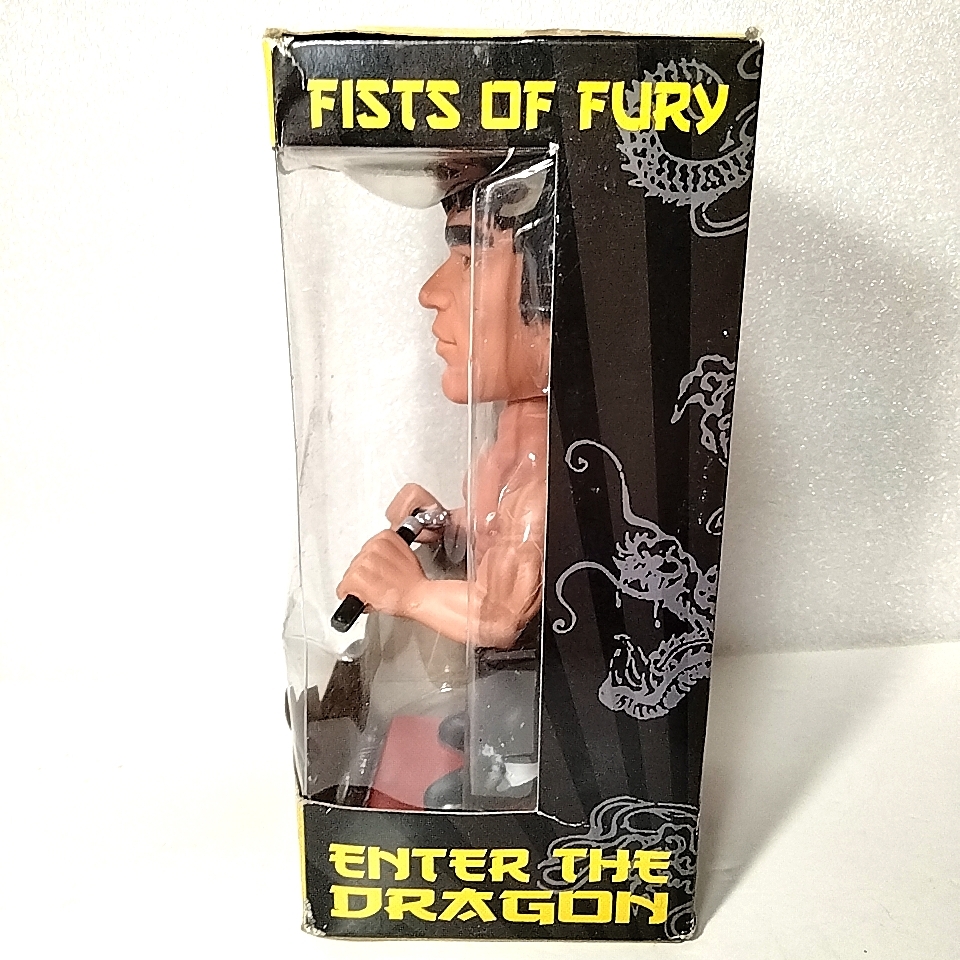 FISTS OF FURY
ENTER THE
DRAGON